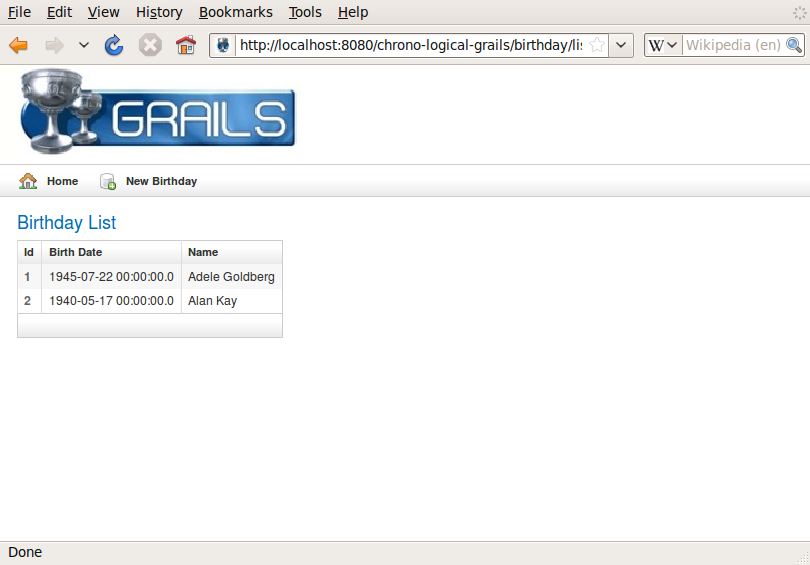 File Edit View History Bookmarks Tools Help
http://localhost:8080/chrono-logical-grails/birthday/lis
W Wikipedia (en)
GRAILS
Home New Birthday
Birthday List
Id Birth Date Name
1 1945-07-22 00:00:00.0 Adele Goldberg
2 1940-05-17 00:00:00.0 Alan Kay
Done